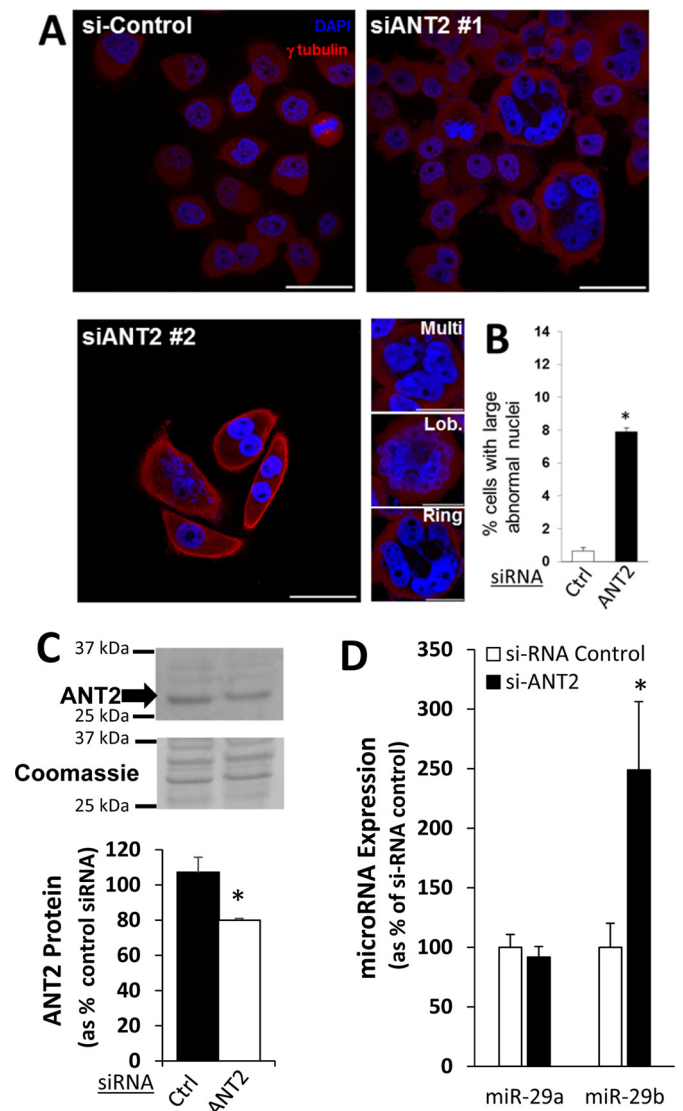 A
si-Control
DAPI
γ tubulin
siANT2 #1
siANT2 #2
Multi
Lob.
Ring
B
% cells with large
abnormal nuclei
14
12
10
8
6
4
2
0
*
siRNA
Ctrl
ANT2
C
37 kDa
ANT2
25 kDa
37 kDa
Coomassie
25 kDa
ANT2 Protein
(as % control siRNA)
120
100
80
60
40
20
0
*
siRNA
Ctrl
ANT2
D
microRNA Expression
(as % of si-RNA control)
350
300
250
200
150
100
50
0
si-RNA Control
si-ANT2
*
miR-29a
miR-29b